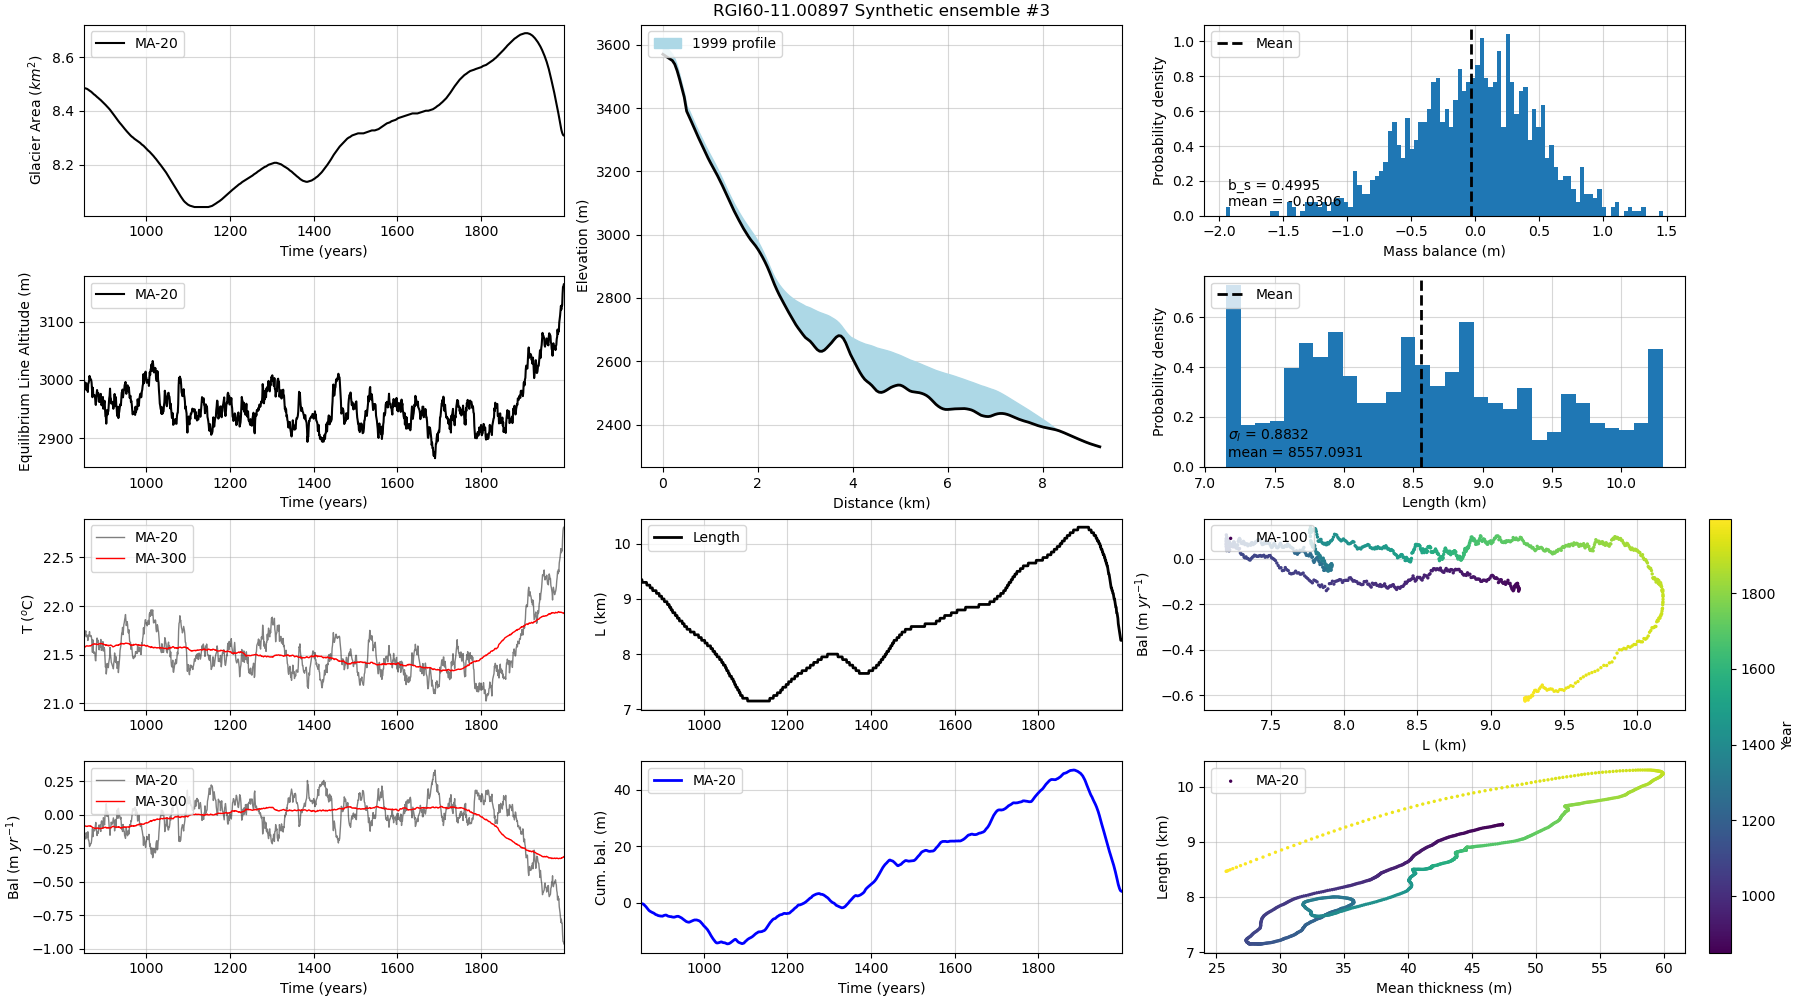 RGI60-11.00897 Synthetic ensemble #3
MA-20
8.6
8.4
8.2
Glacier Area (km²)
1000 1200 1400 1600 1800
Time (years)
1999 profile
3600
3400
3200
3000
2800
2600
2400
Elevation (m)
0 2 4 6 8
Distance (km)
Mean
1.0
0.8
0.6
0.4
0.2
0.0
Probability density
b_s = 0.4995
mean = -0.0306
−2.0 −1.5 −1.0 −0.5 0.0 0.5 1.0 1.5
Mass balance (m)
MA-20
3100
3000
2900
Equilibrium Line Altitude (m)
1000 1200 1400 1600 1800
Time (years)
Mean
0.6
0.4
0.2
0.0
Probability density
σₗ = 0.8832
mean = 8557.0931
7.0 7.5 8.0 8.5 9.0 9.5 10.0
Length (km)
MA-20
MA-300
22.5
22.0
21.5
21.0
T (°C)
1000 1200 1400 1600 1800
Length
10
9
8
7
L (km)
1000 1200 1400 1600 1800
MA-100
0.0
−0.2
−0.4
−0.6
Bal (m yr⁻¹)
7.5 8.0 8.5 9.0 9.5 10.0
L (km)
MA-20
MA-300
0.25
0.00
−0.25
−0.50
−0.75
−1.00
Bal (m yr⁻¹)
1000 1200 1400 1600 1800
Time (years)
MA-20
40
20
0
Cum. bal. (m)
1000 1200 1400 1600 1800
Time (years)
MA-20
10
9
8
7
Length (km)
25 30 35 40 45 50 55 60
Mean thickness (m)
1800
1600
1400
1200
1000
Year